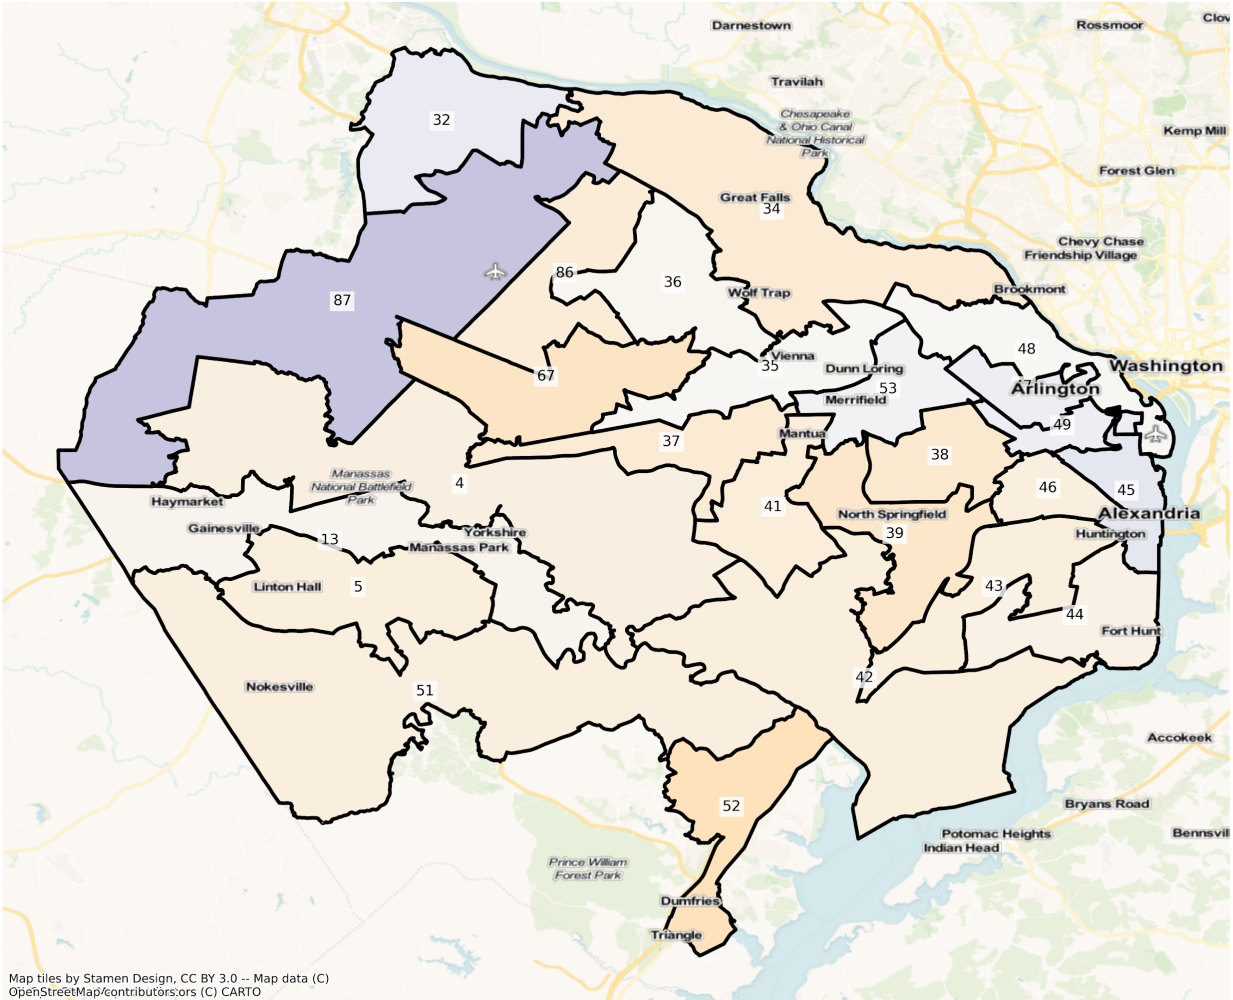 Darnestown
Rossmoor
Clov
Travilah
32
Chesapeake
& Ohio Canal
National Historical
Park
Kemp Mill
Forest Glen
Great Falls
34
Chevy Chase
Friendship Village
86
36
87
Wolf Trap
Brookmont
48
Vienna
35
Dunn Loring
Washington
67
53
Arlington
Merrifield
49
Mantua
37
38
Manassas
National Battlefield
Park
4
46
45
Haymarket
41
North Springfield
Alexandria
Gainesville
13
Yorkshire
39
Huntington
Manassas Park
Linton Hall
5
43
44
Fort Hunt
42
Nokesville
51
Accokeek
52
Bryans Road
Potomac Heights
Bennsvil
Indian Head
Prince William
Forest Park
Dumfries
Triangle
Map tiles by Stamen Design, CC BY 3.0 -- Map data (C)
OpenStreetMap contributors (C) CARTO